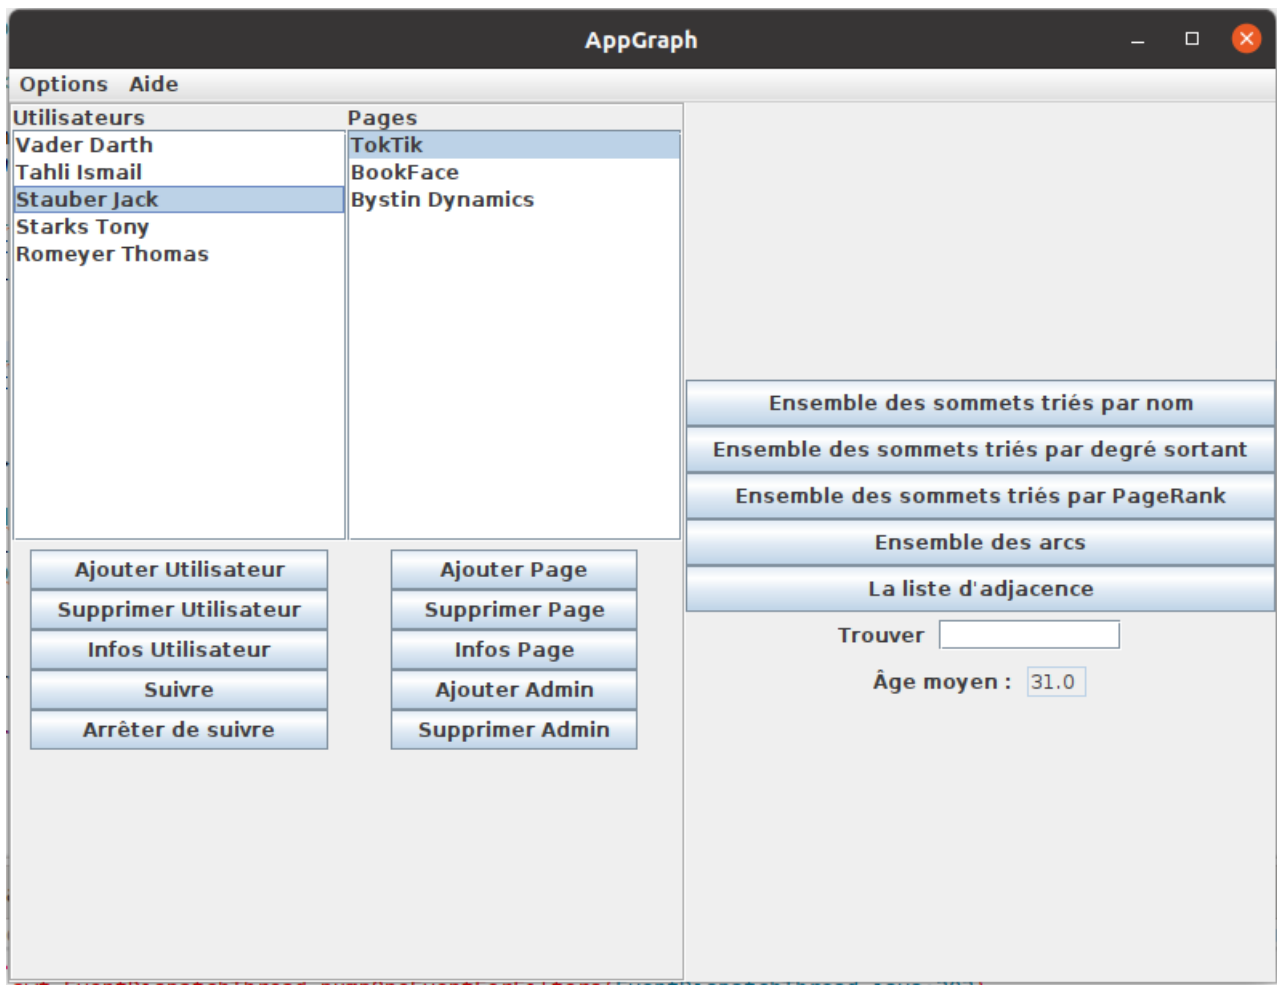 AppGraph
Options Aide
Utilisateurs
Vader Darth
Tahli Ismail
Stauber Jack
Starks Tony
Romeyer Thomas
Pages
TokTik
BookFace
Bystin Dynamics
Ajouter Utilisateur
Supprimer Utilisateur
Infos Utilisateur
Suivre
Arrêter de suivre
Ajouter Page
Supprimer Page
Infos Page
Ajouter Admin
Supprimer Admin
Ensemble des sommets triés par nom
Ensemble des sommets triés par degré sortant
Ensemble des sommets triés par PageRank
Ensemble des arcs
La liste d'adjacence
Trouver
Âge moyen : 31.0